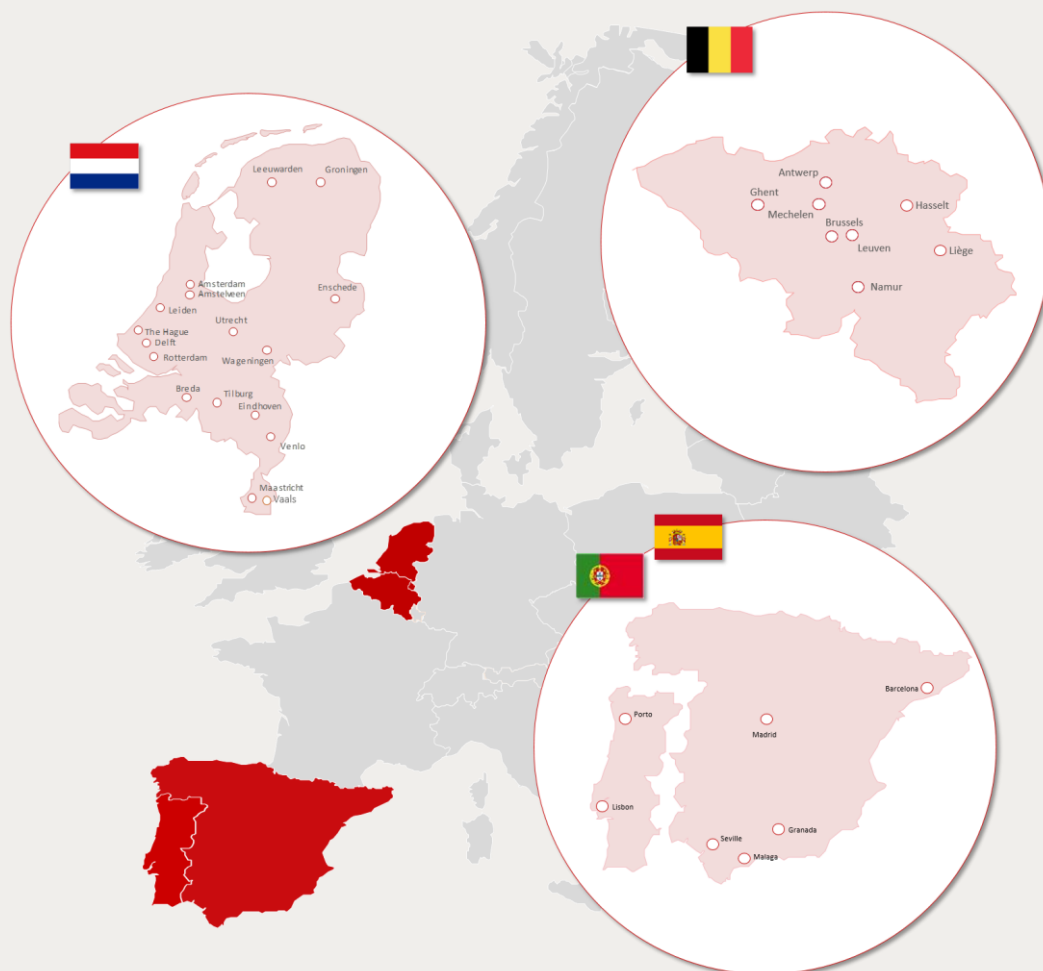 Leeuwarden
Groningen
Amsterdam
Amstelveen
Enschede
Leiden
Utrecht
The Hague
Delft
Rotterdam
Wageningen
Breda
Tilburg
Eindhoven
Venlo
Maastricht
Vaals
Antwerp
Ghent
Mechelen
Hasselt
Brussels
Leuven
Liège
Namur
Barcelona
Porto
Madrid
Lisbon
Granada
Seville
Malaga